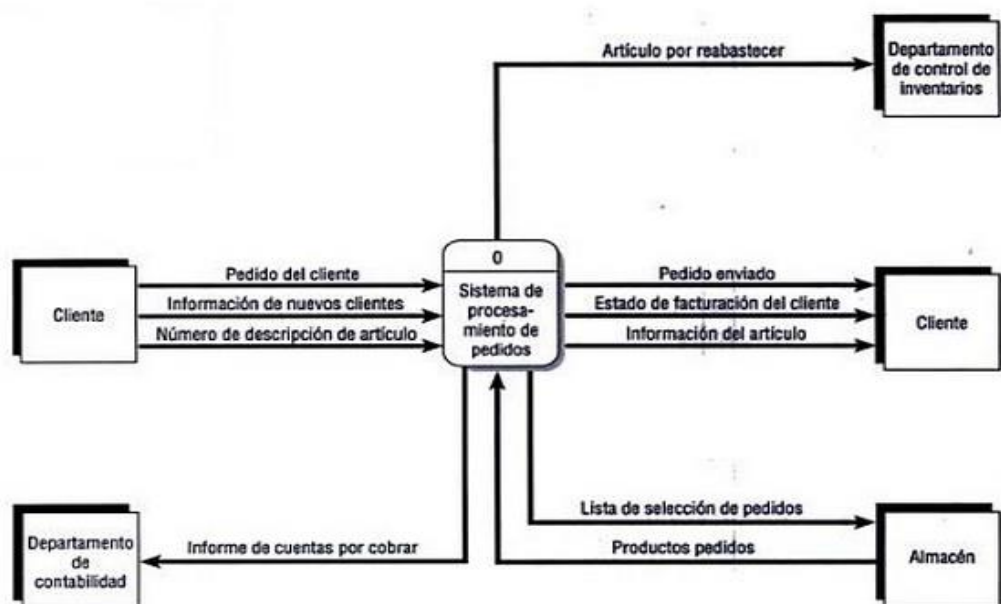 Artículo por reabastecer
Departamento
de control de
inventarios
0
Sistema de
procesa-
miento de
pedidos
Cliente
Pedido del cliente
Información de nuevos clientes
Número de descripción de artículo
Pedido enviado
Estado de facturación del cliente
Información del artículo
Cliente
Departamento
de
contabilidad
Informe de cuentas por cobrar
Lista de selección de pedidos
Productos pedidos
Almacén